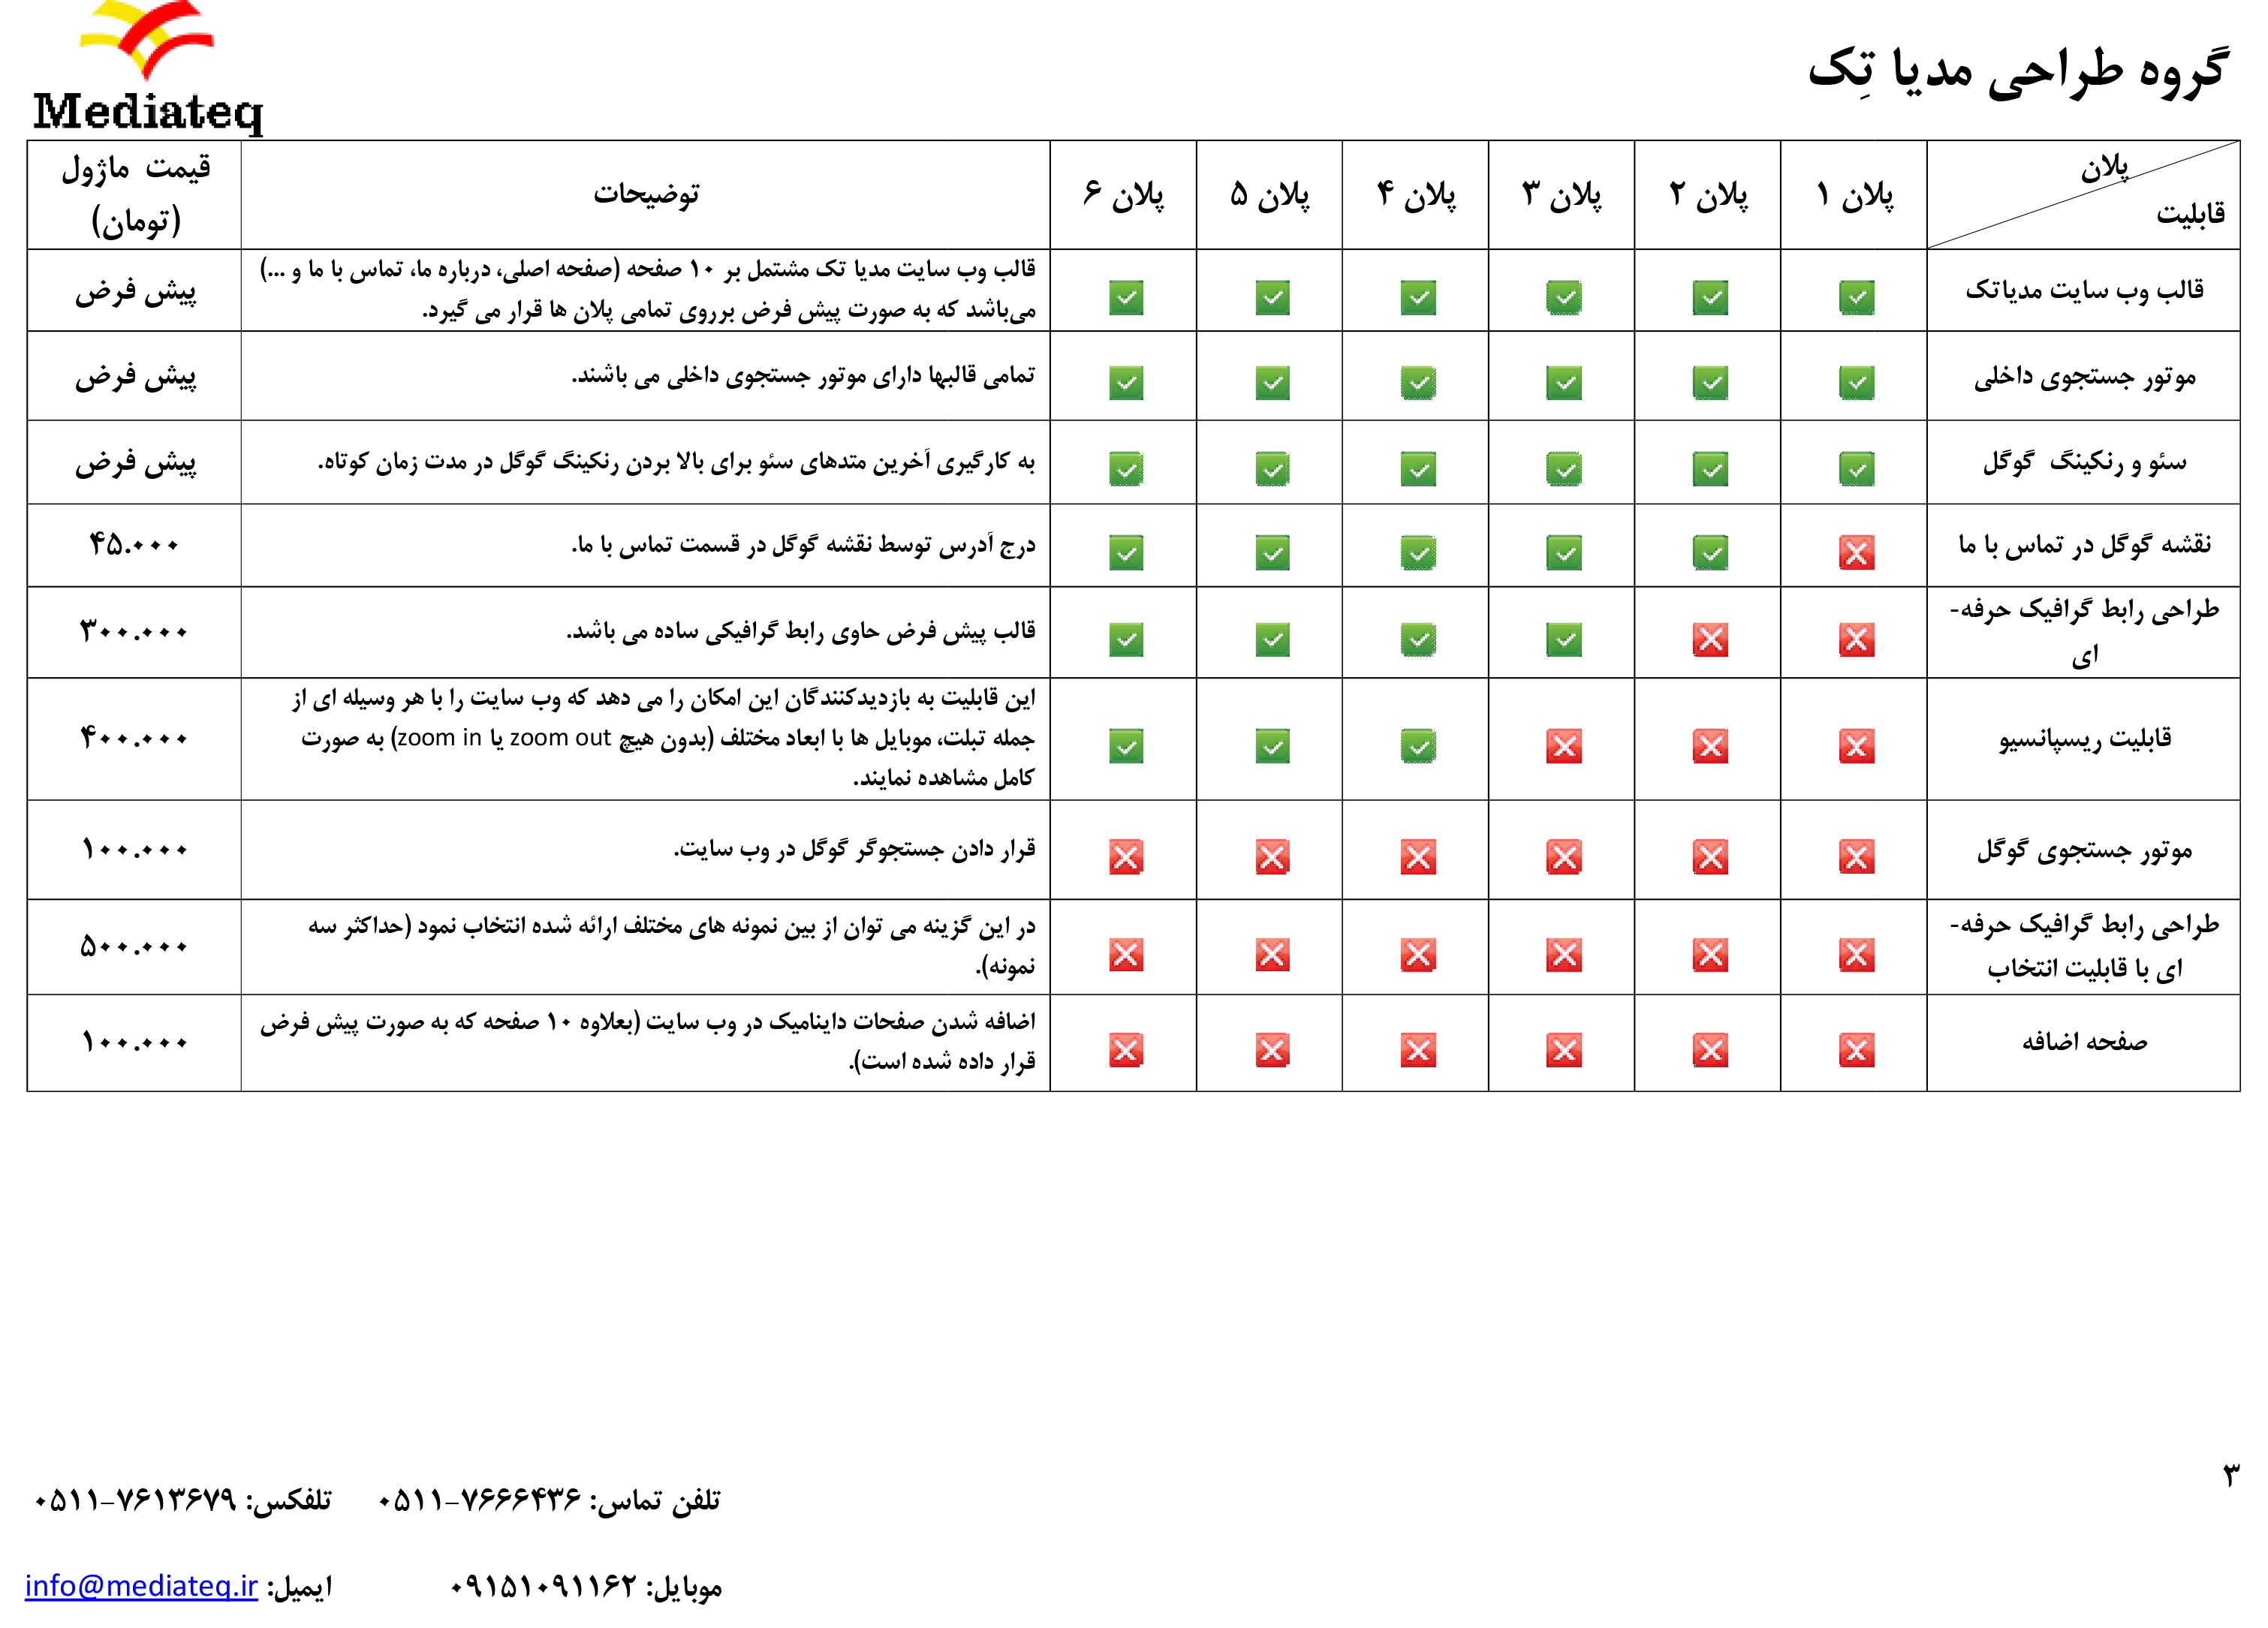 گروه طراحی مدیا تِک
Mediateq
پلان
قابلیت
پلان ۱
پلان ۲
پلان ۳
پلان ۴
پلان ۵
پلان ۶
توضیحات
قیمت ماژول
(تومان)
قالب وب سایت مدیاتک
قالب وب سایت مدیا تک مشتمل بر ۱۰ صفحه (صفحه اصلی، درباره ما، تماس با ما و ...)
می‌باشد که به صورت پیش فرض برروی تمامی پلان ها قرار می گیرد.
پیش فرض
موتور جستجوی داخلی
تمامی قالبها دارای موتور جستجوی داخلی می باشند.
پیش فرض
سئو و رنکینگ گوگل
به کارگیری آخرین متدهای سئو برای بالا بردن رنکینگ گوگل در مدت زمان کوتاه.
پیش فرض
نقشه گوگل در تماس با ما
درج آدرس توسط نقشه گوگل در قسمت تماس با ما.
۴۵.۰۰۰
طراحی رابط گرافیک حرفه-
ای
قالب پیش فرض حاوی رابط گرافیکی ساده می باشد.
۳۰۰.۰۰۰
قابلیت ریسپانسیو
این قابلیت به بازدیدکنندگان این امکان را می دهد که وب سایت را با هر وسیله ای از
جمله تبلت، موبایل ها با ابعاد مختلف (بدون هیچ zoom out یا zoom in) به صورت
کامل مشاهده نمایند.
۴۰۰.۰۰۰
موتور جستجوی گوگل
قرار دادن جستجوگر گوگل در وب سایت.
۱۰۰.۰۰۰
طراحی رابط گرافیک حرفه-
ای با قابلیت انتخاب
در این گزینه می توان از بین نمونه های مختلف ارائه شده انتخاب نمود (حداکثر سه
نمونه).
۵۰۰.۰۰۰
صفحه اضافه
اضافه شدن صفحات داینامیک در وب سایت (بعلاوه ۱۰ صفحه که به صورت پیش فرض
قرار داده شده است).
۱۰۰.۰۰۰
۳
تلفن تماس: ۷۶۶۶۴۳۶-۰۵۱۱ تلفکس: ۷۶۱۳۶۷۹-۰۵۱۱
موبایل: ۰۹۱۵۱۰۹۱۱۶۲ ایمیل: info@mediateq.ir